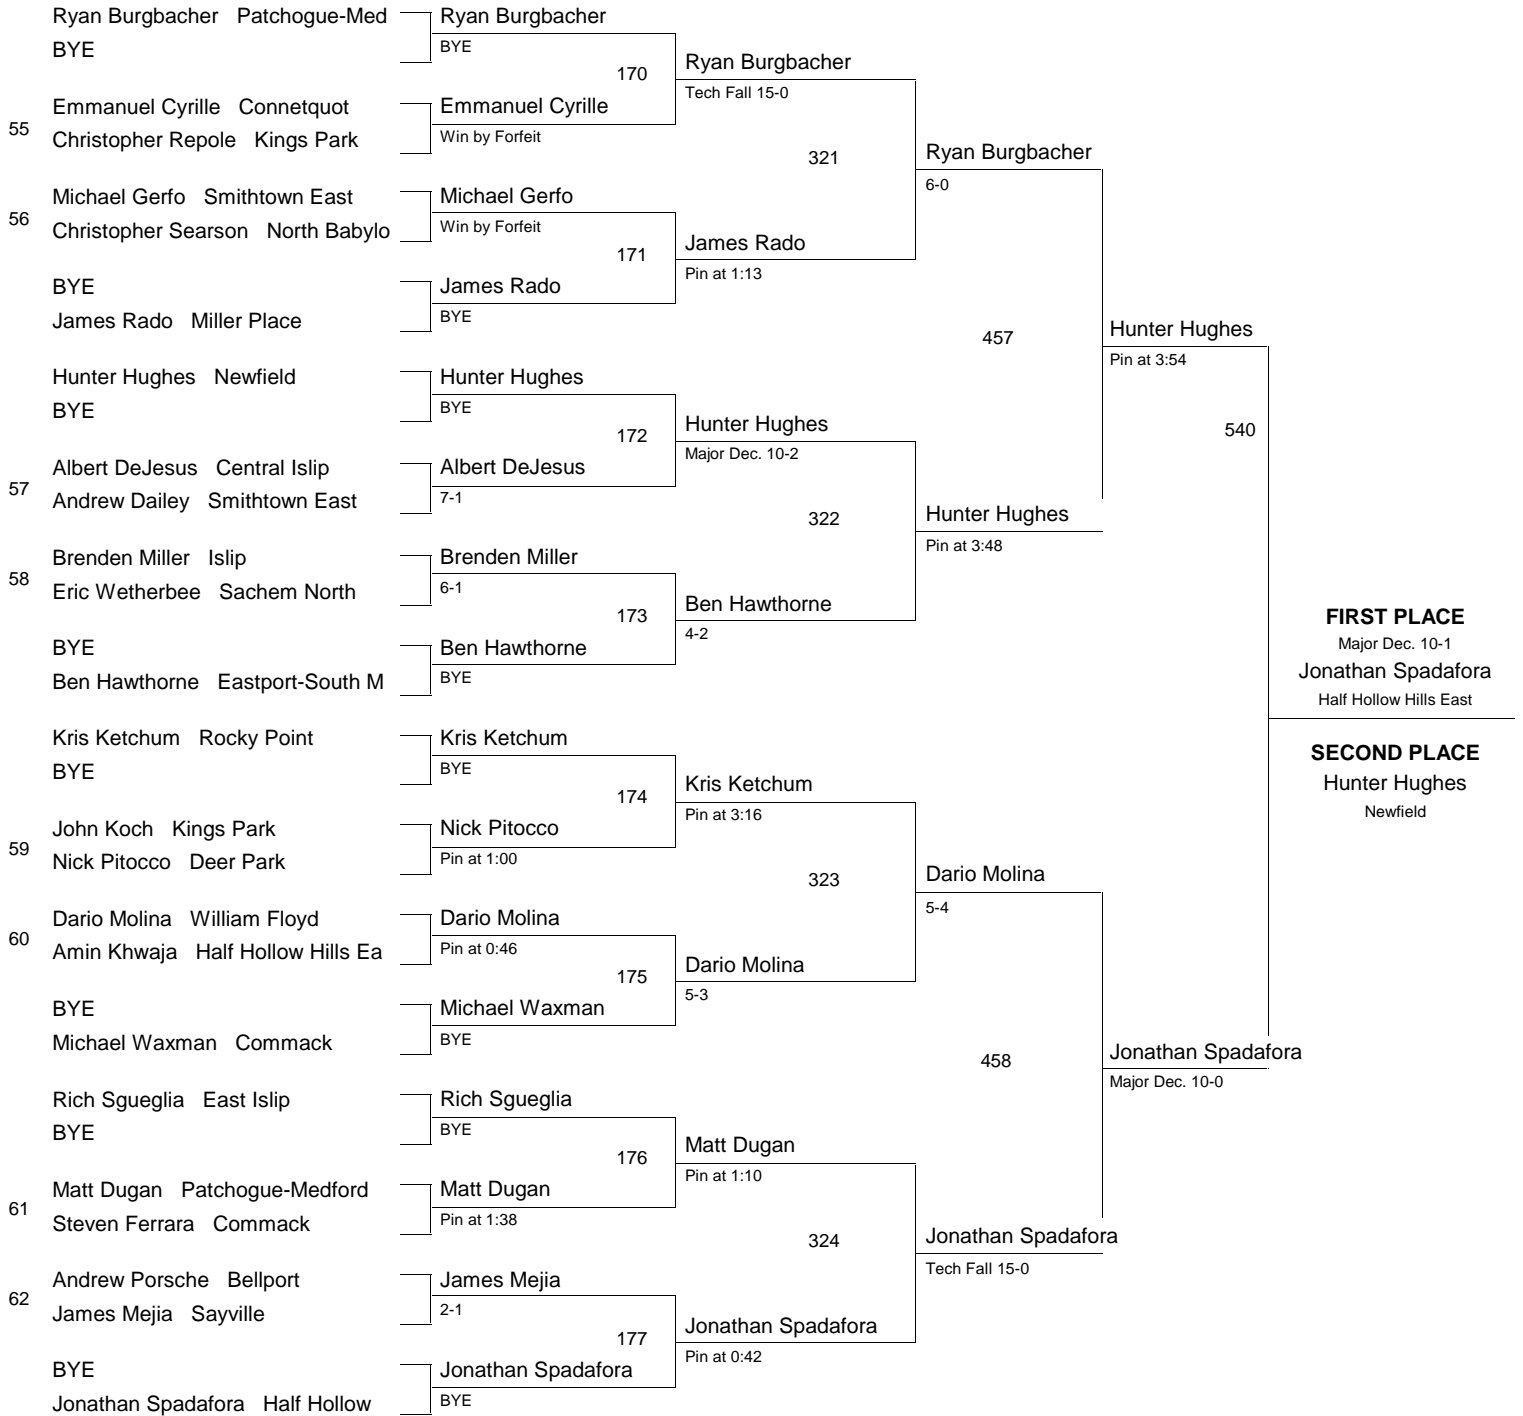 Ryan Burgbacher Patchogue-Med
BYE
55
Emmanuel Cyrille Connetquot
Christopher Repole Kings Park
56
Michael Gerfo Smithtown East
Christopher Searson North Babylo
BYE
James Rado Miller Place
Hunter Hughes Newfield
BYE
57
Albert DeJesus Central Islip
Andrew Dailey Smithtown East
58
Brenden Miller Islip
Eric Wetherbee Sachem North
BYE
Ben Hawthorne Eastport-South M
Kris Ketchum Rocky Point
BYE
59
John Koch Kings Park
Nick Pitocco Deer Park
60
Dario Molina William Floyd
Amin Khwaja Half Hollow Hills Ea
BYE
Michael Waxman Commack
Rich Sgueglia East Islip
BYE
61
Matt Dugan Patchogue-Medford
Steven Ferrara Commack
62
Andrew Porsche Bellport
James Mejia Sayville
BYE
Jonathan Spadafora Half Hollow
Ryan Burgbacher
BYE
170
Emmanuel Cyrille
Win by Forfeit
Michael Gerfo
Win by Forfeit
171
James Rado
BYE
Hunter Hughes
BYE
172
Albert DeJesus
7-1
Brenden Miller
6-1
173
Ben Hawthorne
BYE
Kris Ketchum
BYE
174
Nick Pitocco
Pin at 1:00
Dario Molina
Pin at 0:46
175
Michael Waxman
BYE
Rich Sgueglia
BYE
176
Matt Dugan
Pin at 1:38
James Mejia
2-1
177
Jonathan Spadafora
BYE
Ryan Burgbacher
Tech Fall 15-0
321
James Rado
Pin at 1:13
Hunter Hughes
Major Dec. 10-2
322
Ben Hawthorne
4-2
Kris Ketchum
Pin at 3:16
323
Dario Molina
5-3
Matt Dugan
Pin at 1:10
324
Jonathan Spadafora
Pin at 0:42
Ryan Burgbacher
6-0
457
Hunter Hughes
Pin at 3:48
Dario Molina
5-4
458
Jonathan Spadafora
Tech Fall 15-0
Hunter Hughes
Pin at 3:54
540
Jonathan Spadafora
Major Dec. 10-0
FIRST PLACE
Major Dec. 10-1
Jonathan Spadafora
Half Hollow Hills East
SECOND PLACE
Hunter Hughes
Newfield